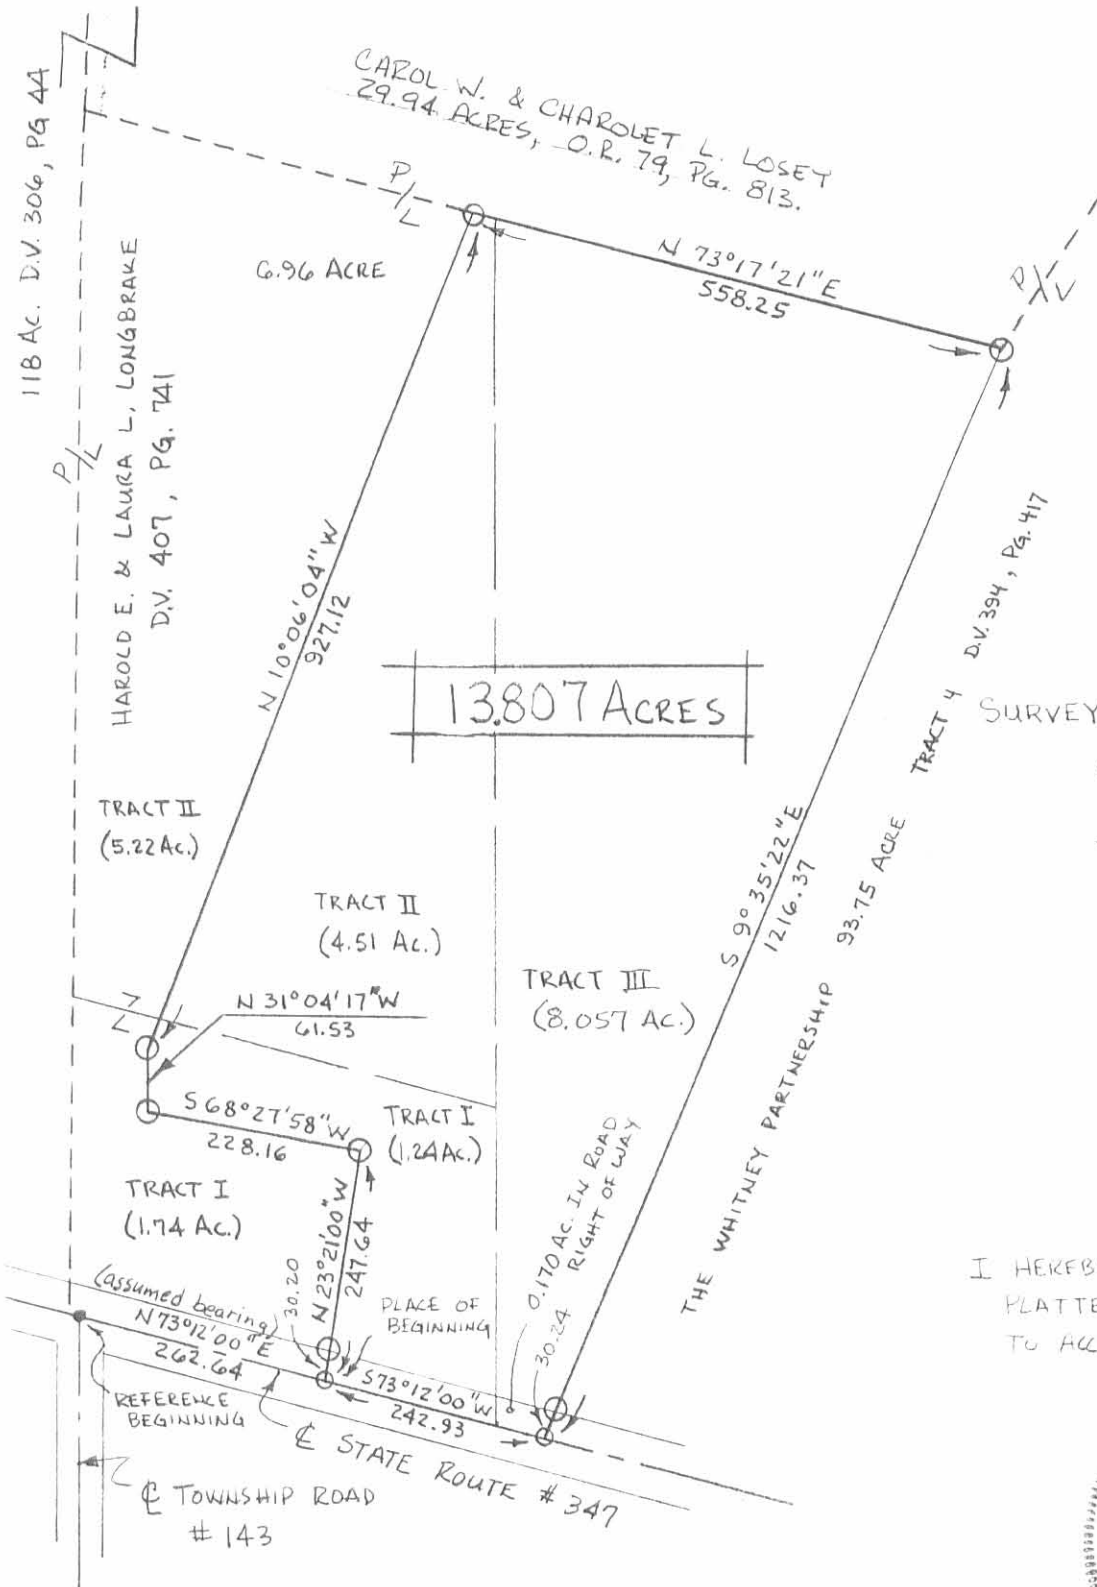 CAROL W. & CHAROLET L. LOSEY
29.94 ACRES, O.R. 79, PG. 813.
118 AC. D.V. 306, PG 44
P/L
6.96 ACRE
N 73°17'21"E
558.25
HAROLD E. & LAURA L. LONGBRAKE
D.V. 407, PG. 741
P/L
N 10°06'04"W
927.12
13.807 ACRES
D.V. 394, PG. 417
TRACT 4
93.75 ACRE
THE WHITNEY PARTNERSHIP
SURVEY
S 9°35'22"E
1216.37
TRACT II
(5.22 AC.)
TRACT II
(4.51 AC.)
TRACT III
(8.057 AC.)
N 31°04'17"W
61.53
S 68°27'58"W
228.16
TRACT I
(1.24 AC.)
TRACT I
(1.74 AC.)
N 23°21'00"W
247.64
30.20
0.170 AC. IN ROAD
RIGHT OF WAY
30.24
(assumed bearing)
N 73°12'00"E
262.64
PLACE OF
BEGINNING
S 73°12'00"W
242.93
REFERENCE
BEGINNING
℄ STATE ROUTE # 347
℄ TOWNSHIP ROAD
# 143
I HEREB
PLATTE
TO ACC